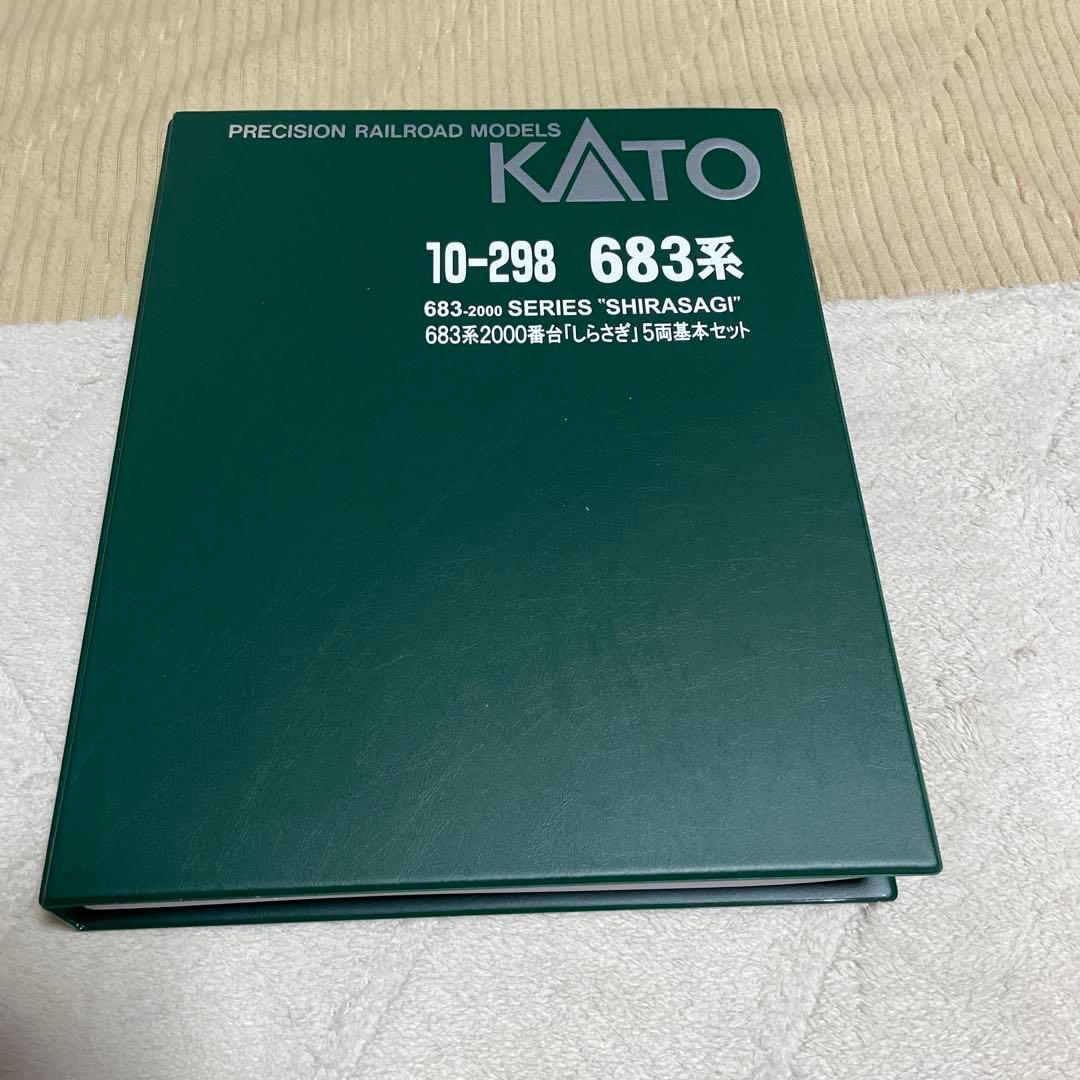 PRECISION RAILROAD MODELS
KATO
10-298 683系
683-2000 SERIES "SHIRASAGI"
683系2000番台「しらさぎ」5両基本セット